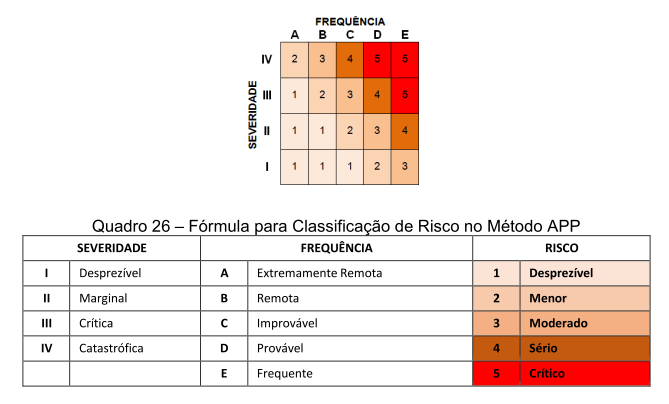 FREQUÊNCIA
A B C D E
SEVERIDADE
IV 2 3 4 5 5
III 1 2 3 4 5
II 1 1 2 3 4
I 1 1 1 2 3
Quadro 26 – Fórmula para Classificação de Risco no Método APP
SEVERIDADE FREQUÊNCIA RISCO
I Desprezível A Extremamente Remota 1 Desprezível
II Marginal B Remota 2 Menor
III Crítica C Improvável 3 Moderado
IV Catastrófica D Provável 4 Sério
E Frequente 5 Crítico